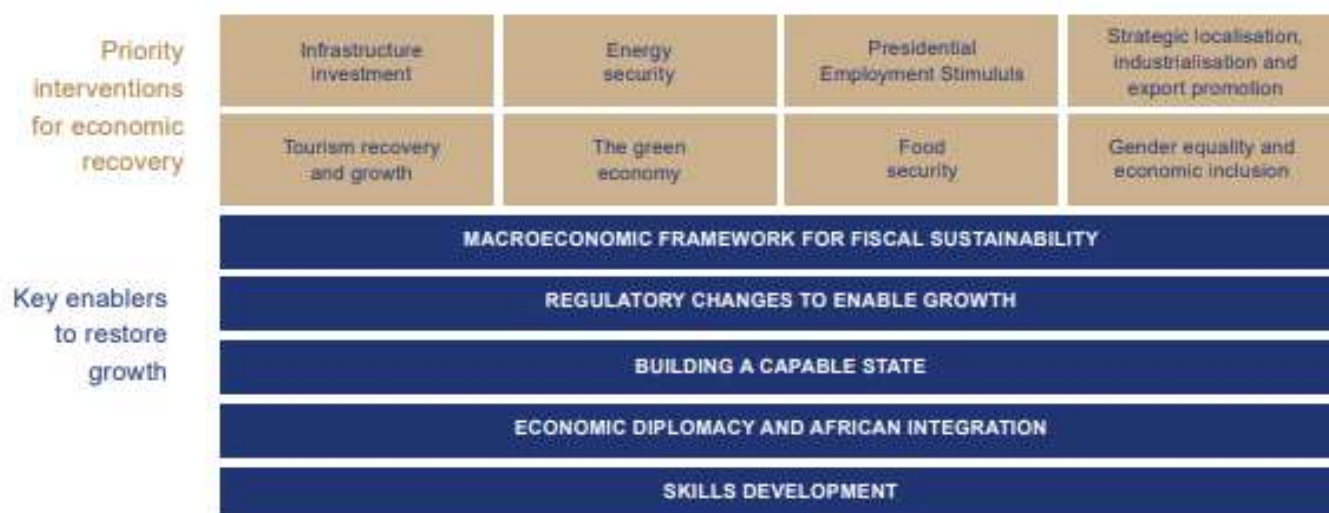 Priority
interventions
for economic
recovery
Infrastructure
investment
Energy
security
Presidential
Employment Stimululs
Strategic localisation,
industrialisation and
export promotion
Tourism recovery
and growth
The green
economy
Food
security
Gender equality and
economic inclusion
Key enablers
to restore
growth
MACROECONOMIC FRAMEWORK FOR FISCAL SUSTAINABILITY
REGULATORY CHANGES TO ENABLE GROWTH
BUILDING A CAPABLE STATE
ECONOMIC DIPLOMACY AND AFRICAN INTEGRATION
SKILLS DEVELOPMENT